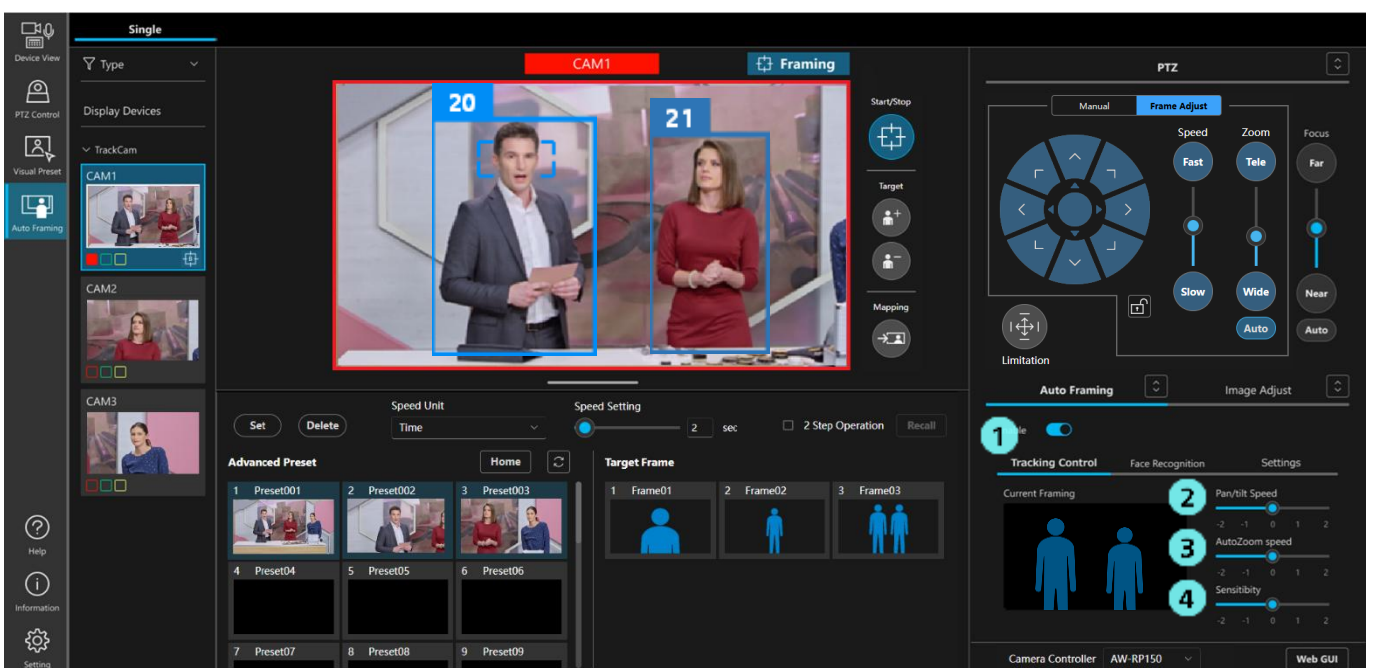 Single
Device View
PTZ Control
Visual Preset
Auto Framing
Help
Information
Setting
Type
Display Devices
TrackCam
CAM1
CAM2
CAM3
CAM1
Framing
20
21
Start/Stop
Target
Mapping
PTZ
Manual
Frame Adjust
Speed
Zoom
Focus
Fast
Tele
Far
Slow
Wide
Near
Auto
Auto
Limitation
Set
Delete
Speed Unit
Time
Speed Setting
2
sec
2 Step Operation
Recall
Advanced Preset
Home
1 Preset001
2 Preset002
3 Preset003
4 Preset04
5 Preset05
6 Preset06
7 Preset07
8 Preset08
9 Preset09
Target Frame
1 Frame01
2 Frame02
3 Frame03
Auto Framing
Image Adjust
1
Tracking Control
Face Recognition
Settings
Current Framing
2
Pan/tilt Speed
-2 -1 0 1 2
3
AutoZoom speed
-2 -1 0 1 2
4
Sensitibity
-2 -1 0 1 2
Camera Controller
AW-RP150
Web GUI